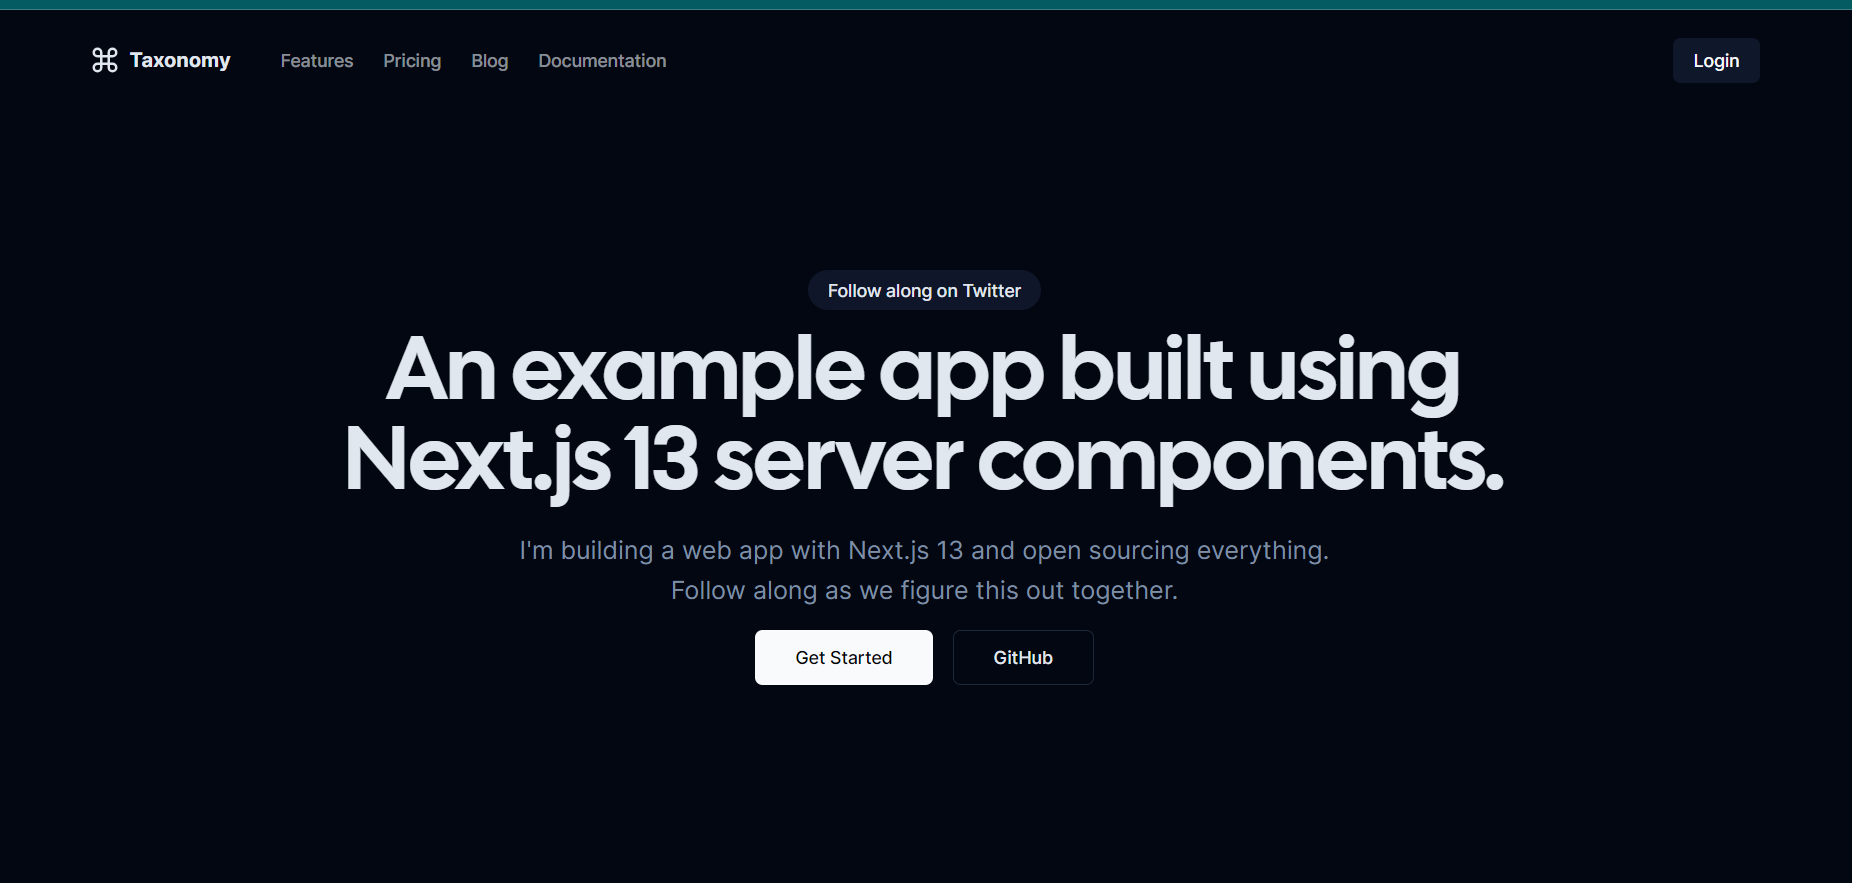 Taxonomy
Features
Pricing
Blog
Documentation
Login
Follow along on Twitter
An example app built using
Next.js 13 server components.
I'm building a web app with Next.js 13 and open sourcing everything.
Follow along as we figure this out together.
Get Started
GitHub